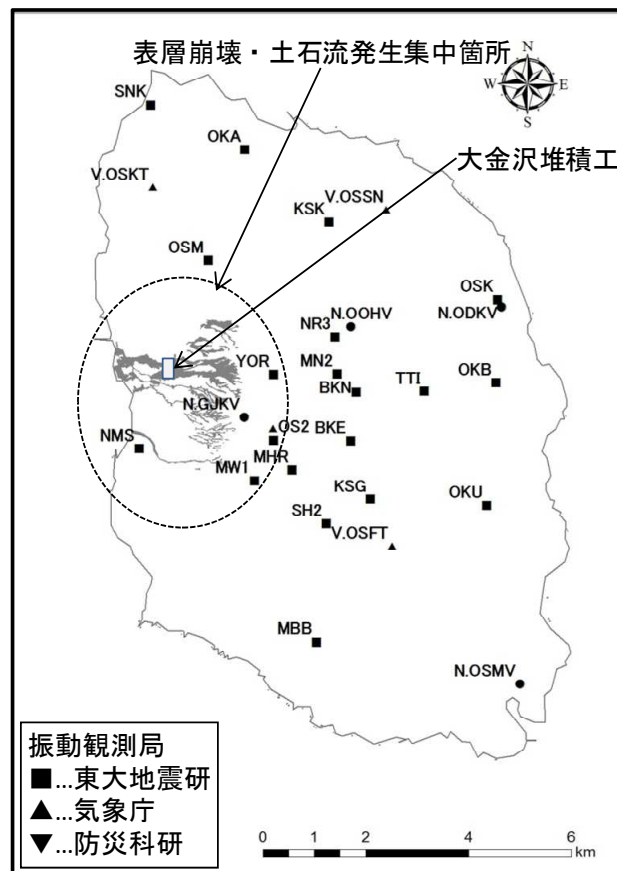 表層崩壊・土石流発生集中箇所
N
W E
S
SNK
OKA
大金沢堆積工
V.OSKT
V.OSSN
KSK
OSM
OSK
N.ODKV
N.OOHV
NR3
YOR
MN2
BKN
TTI
OKB
N.GJKV
OS2
BKE
NMS
MHR
MW1
KSG
OKU
SH2
V.OSFT
MBB
N.OSMV
振動観測局
■...東大地震研
▲...気象庁
▼...防災科研
0 1 2 4 6
km